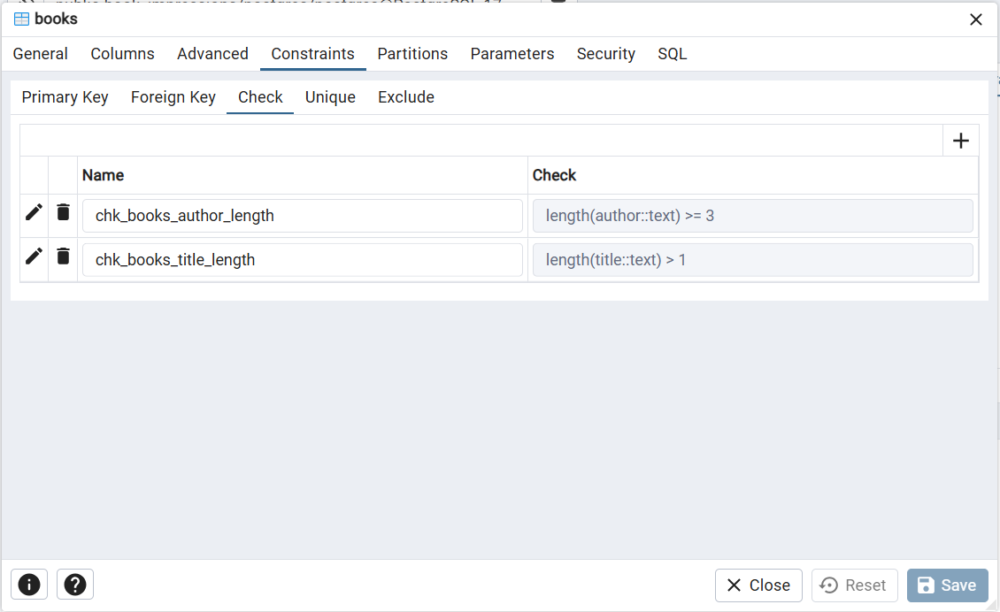 books
General Columns Advanced Constraints Partitions Parameters Security SQL
Primary Key Foreign Key Check Unique Exclude
Name Check
chk_books_author_length length(author::text) >= 3
chk_books_title_length length(title::text) > 1
Close Reset Save